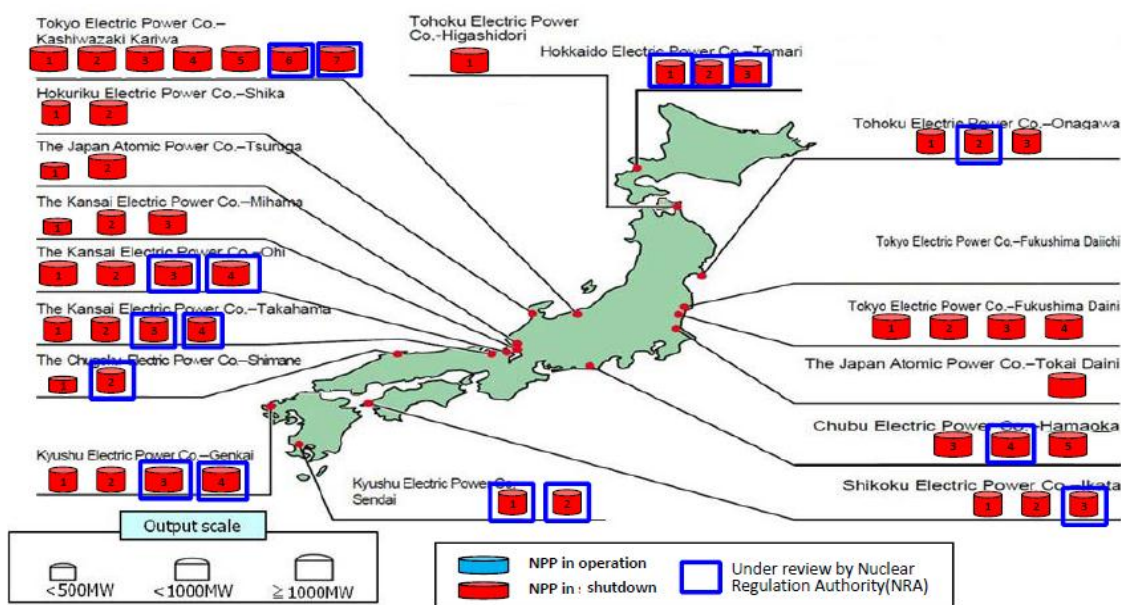 Tokyo Electric Power Co.–
Kashiwazaki Kariwa
1 2 3 4 5 6 7
Hokuriku Electric Power Co.–Shika
1 2
The Japan Atomic Power Co.–Tsuruga
1 2
The Kansai Electric Power Co.–Mihama
1 2 3
The Kansai Electric Power Co.–Ohi
1 2 3 4
The Kansai Electric Power Co.–Takahama
1 2 3 4
The Chugoku Electric Power Co.–Shimane
1 2
Kyushu Electric Power Co.–Genkai
1 2 3 4
Tohoku Electric Power
Co.–Higashidori
1
Hokkaido Electric Power Co.–Tomari
1 2 3
Tohoku Electric Power Co.–Onagawa
1 2 3
Tokyo Electric Power Co.–Fukushima Daiichi
Tokyo Electric Power Co.–Fukushima Daini
1 2 3 4
The Japan Atomic Power Co.–Tokai Daini
Chubu Electric Power Co.–Hamaoka
3 4 5
Shikoku Electric Power Co.–Ikata
1 2 3
Kyushu Electric Power Co.
Sendai
1 2
Output scale
<500MW <1000MW ≧1000MW
NPP in operation
NPP in shutdown
Under review by Nuclear
Regulation Authority(NRA)